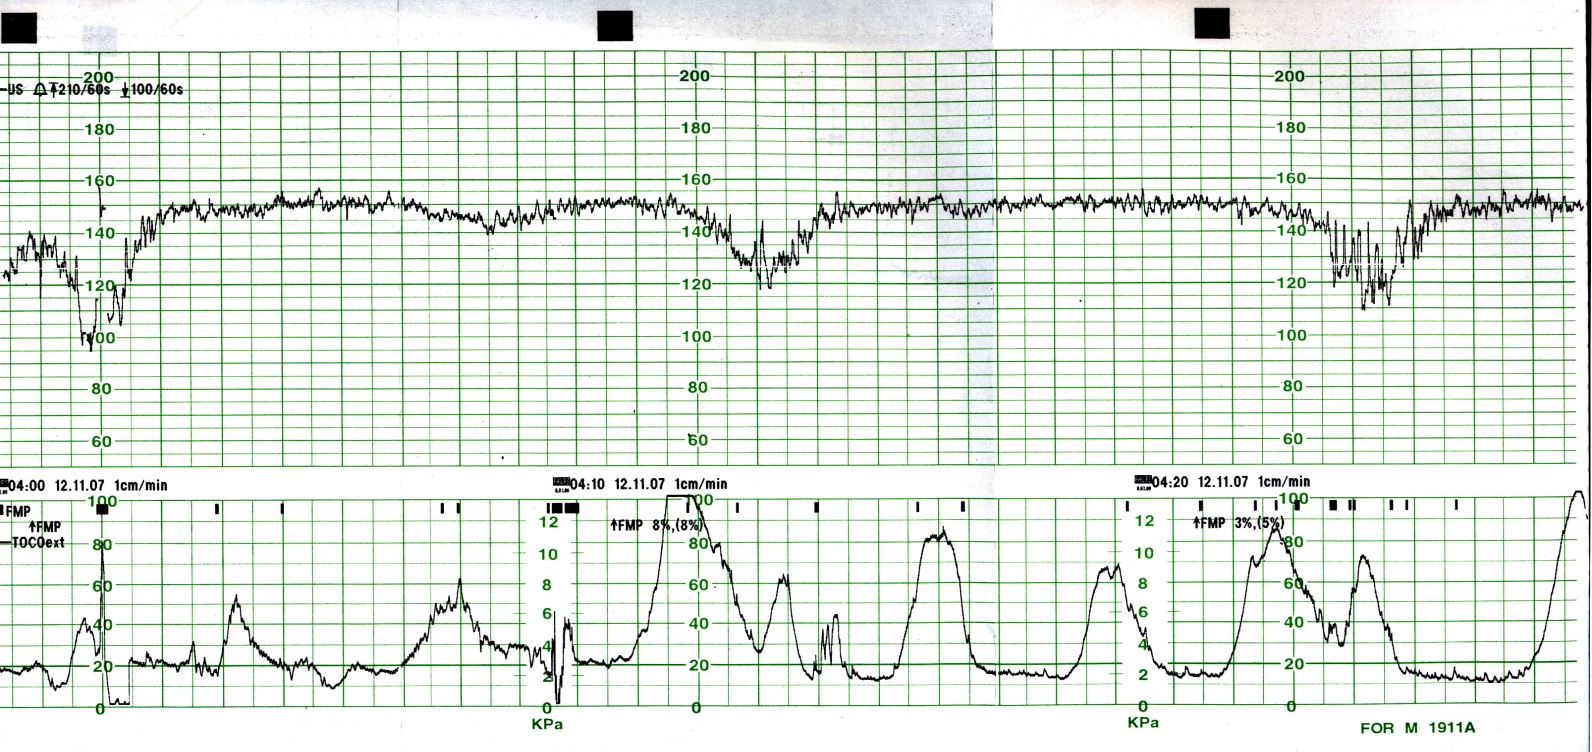 200 200 200
US 210/60s 100/60s
180 180 180
160 160 160
140 140 140
120 120 120
100 100 100
80 80 80
60 60 60
04:00 12.11.07 1cm/min 04:10 12.11.07 1cm/min 04:20 12.11.07 1cm/min
100 100 100
FMP
↑FMP 12 ↑FMP 8%,(8%) 12 ↑FMP 3%,(5%)
TOCOext
80 10 80 10 80
60 8 60 8 60
6 6
40 4 40 4 40
20 2 20 2 20
0 0 0 0 0
KPa KPa FOR M 1911A